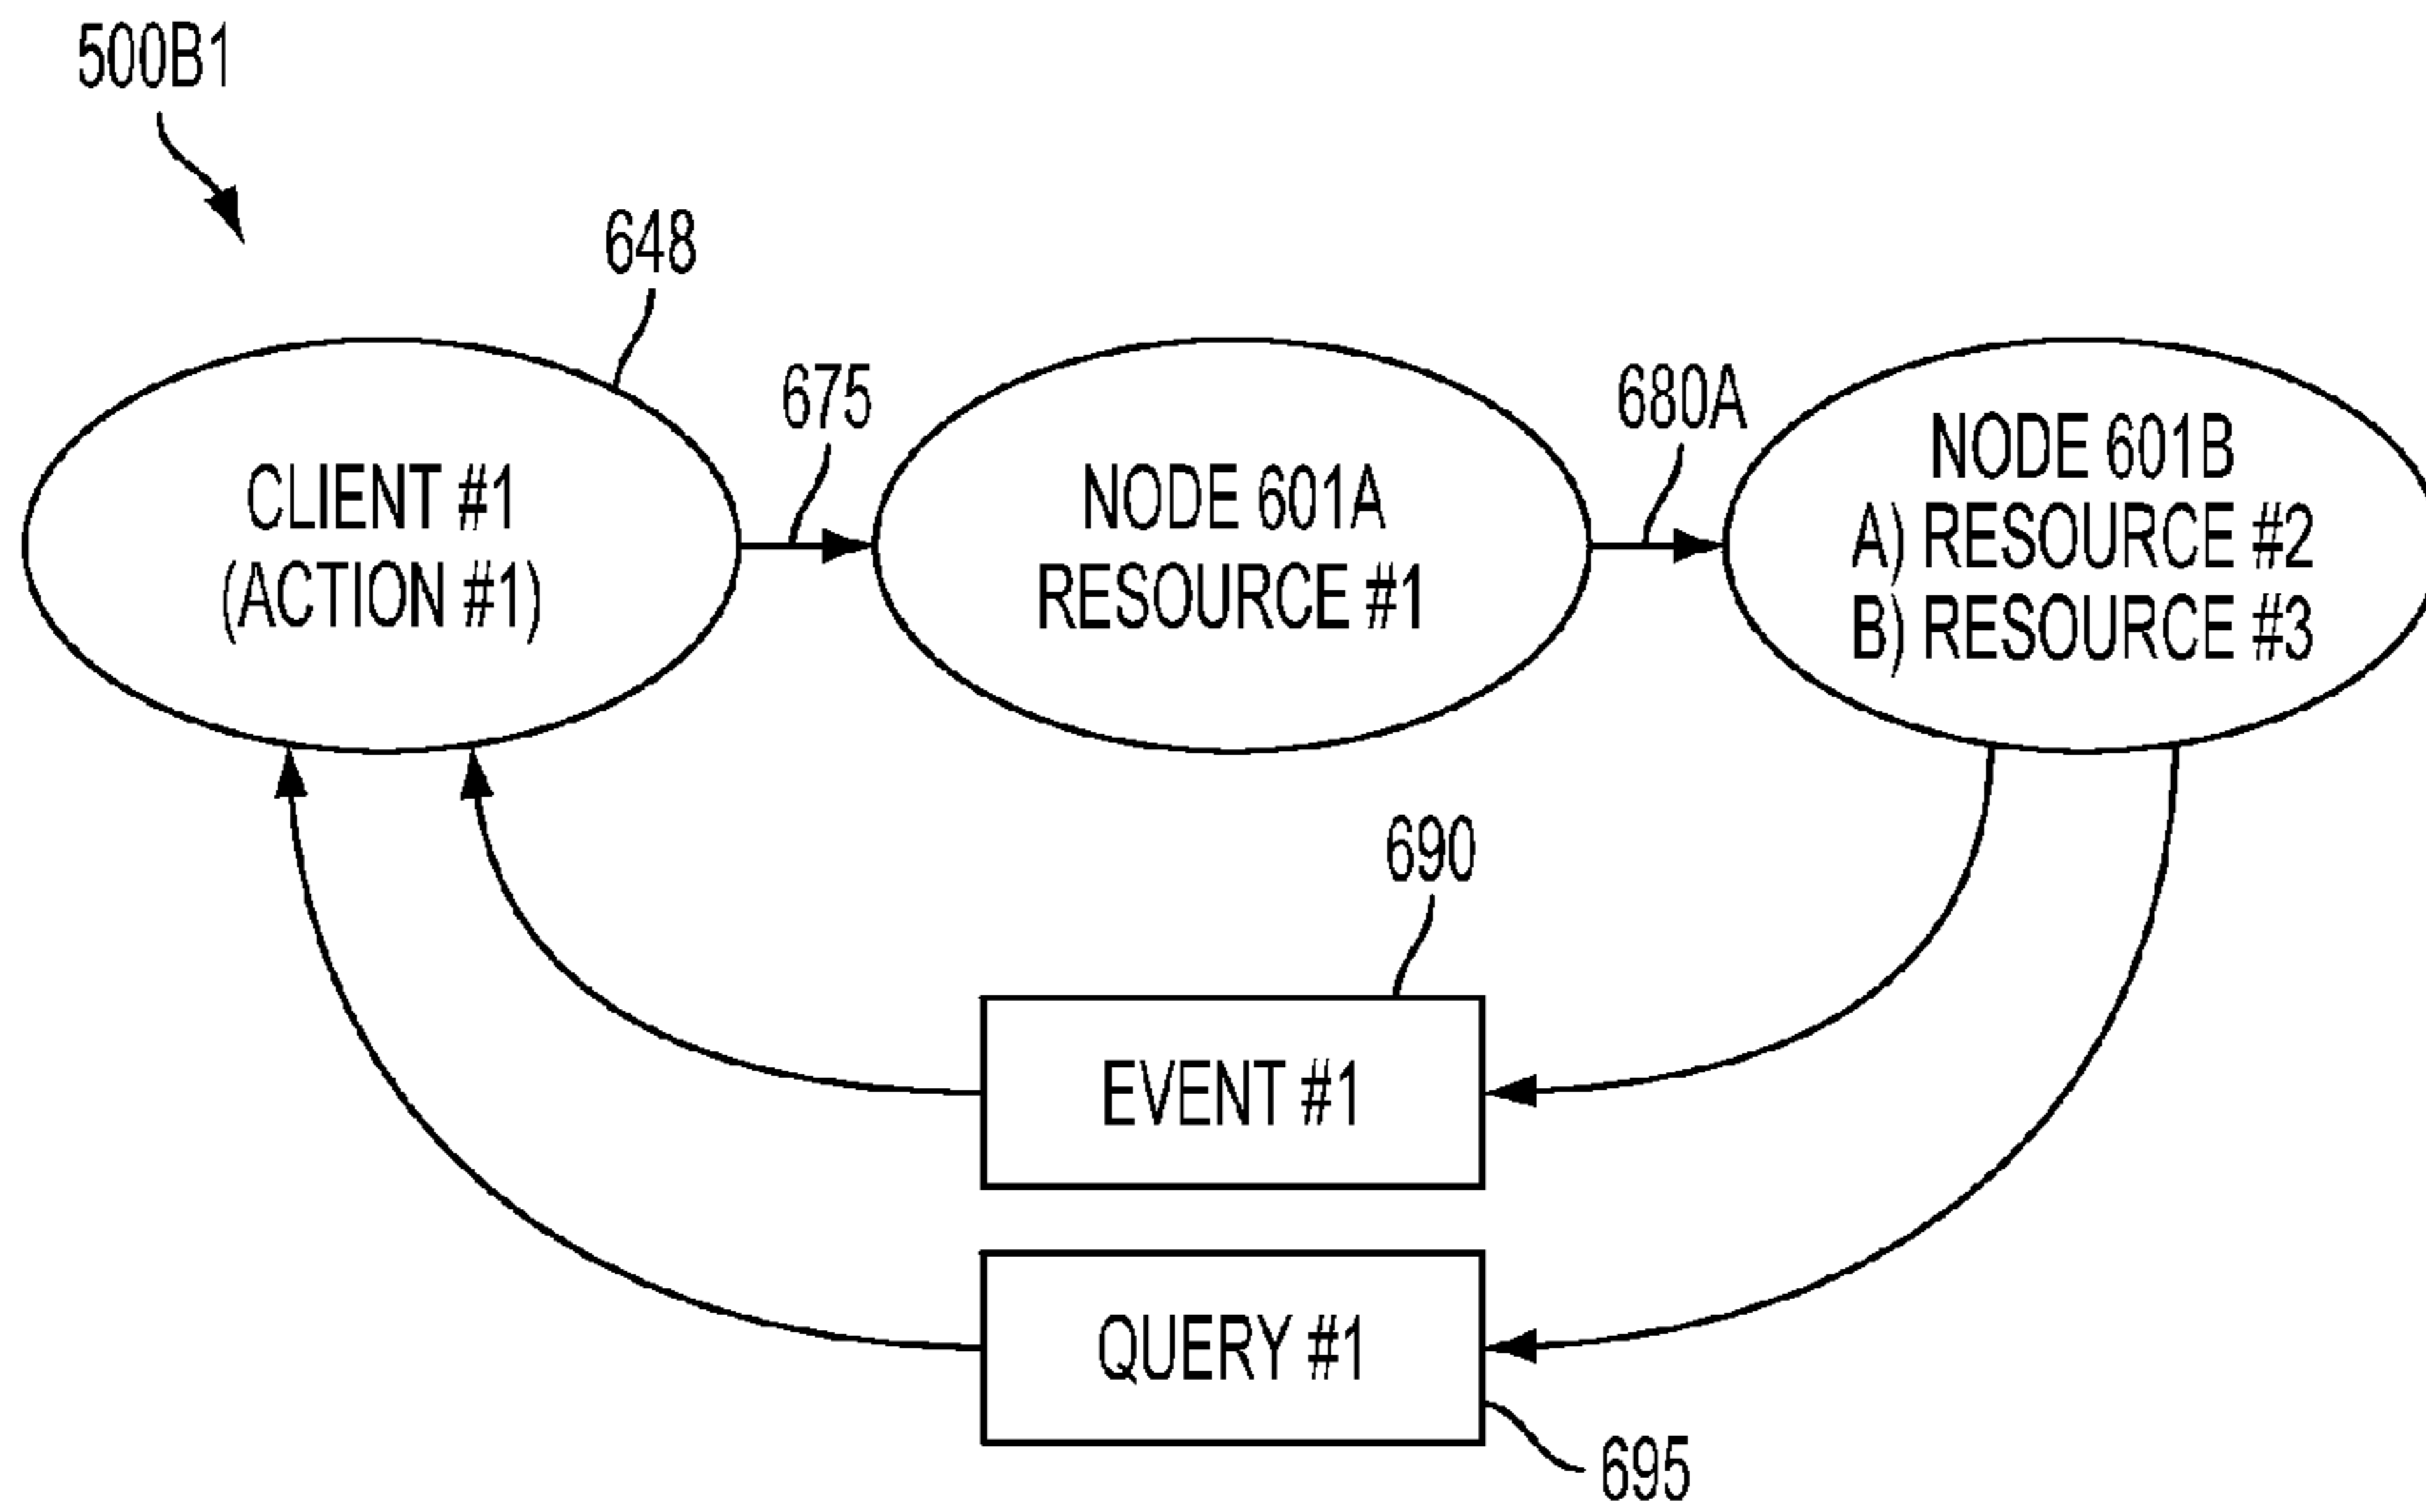 500B1
648
675
680A
CLIENT #1
(ACTION #1)
NODE 601A
RESOURCE #1
NODE 601B
A) RESOURCE #2
B) RESOURCE #3
690
EVENT #1
QUERY #1
695